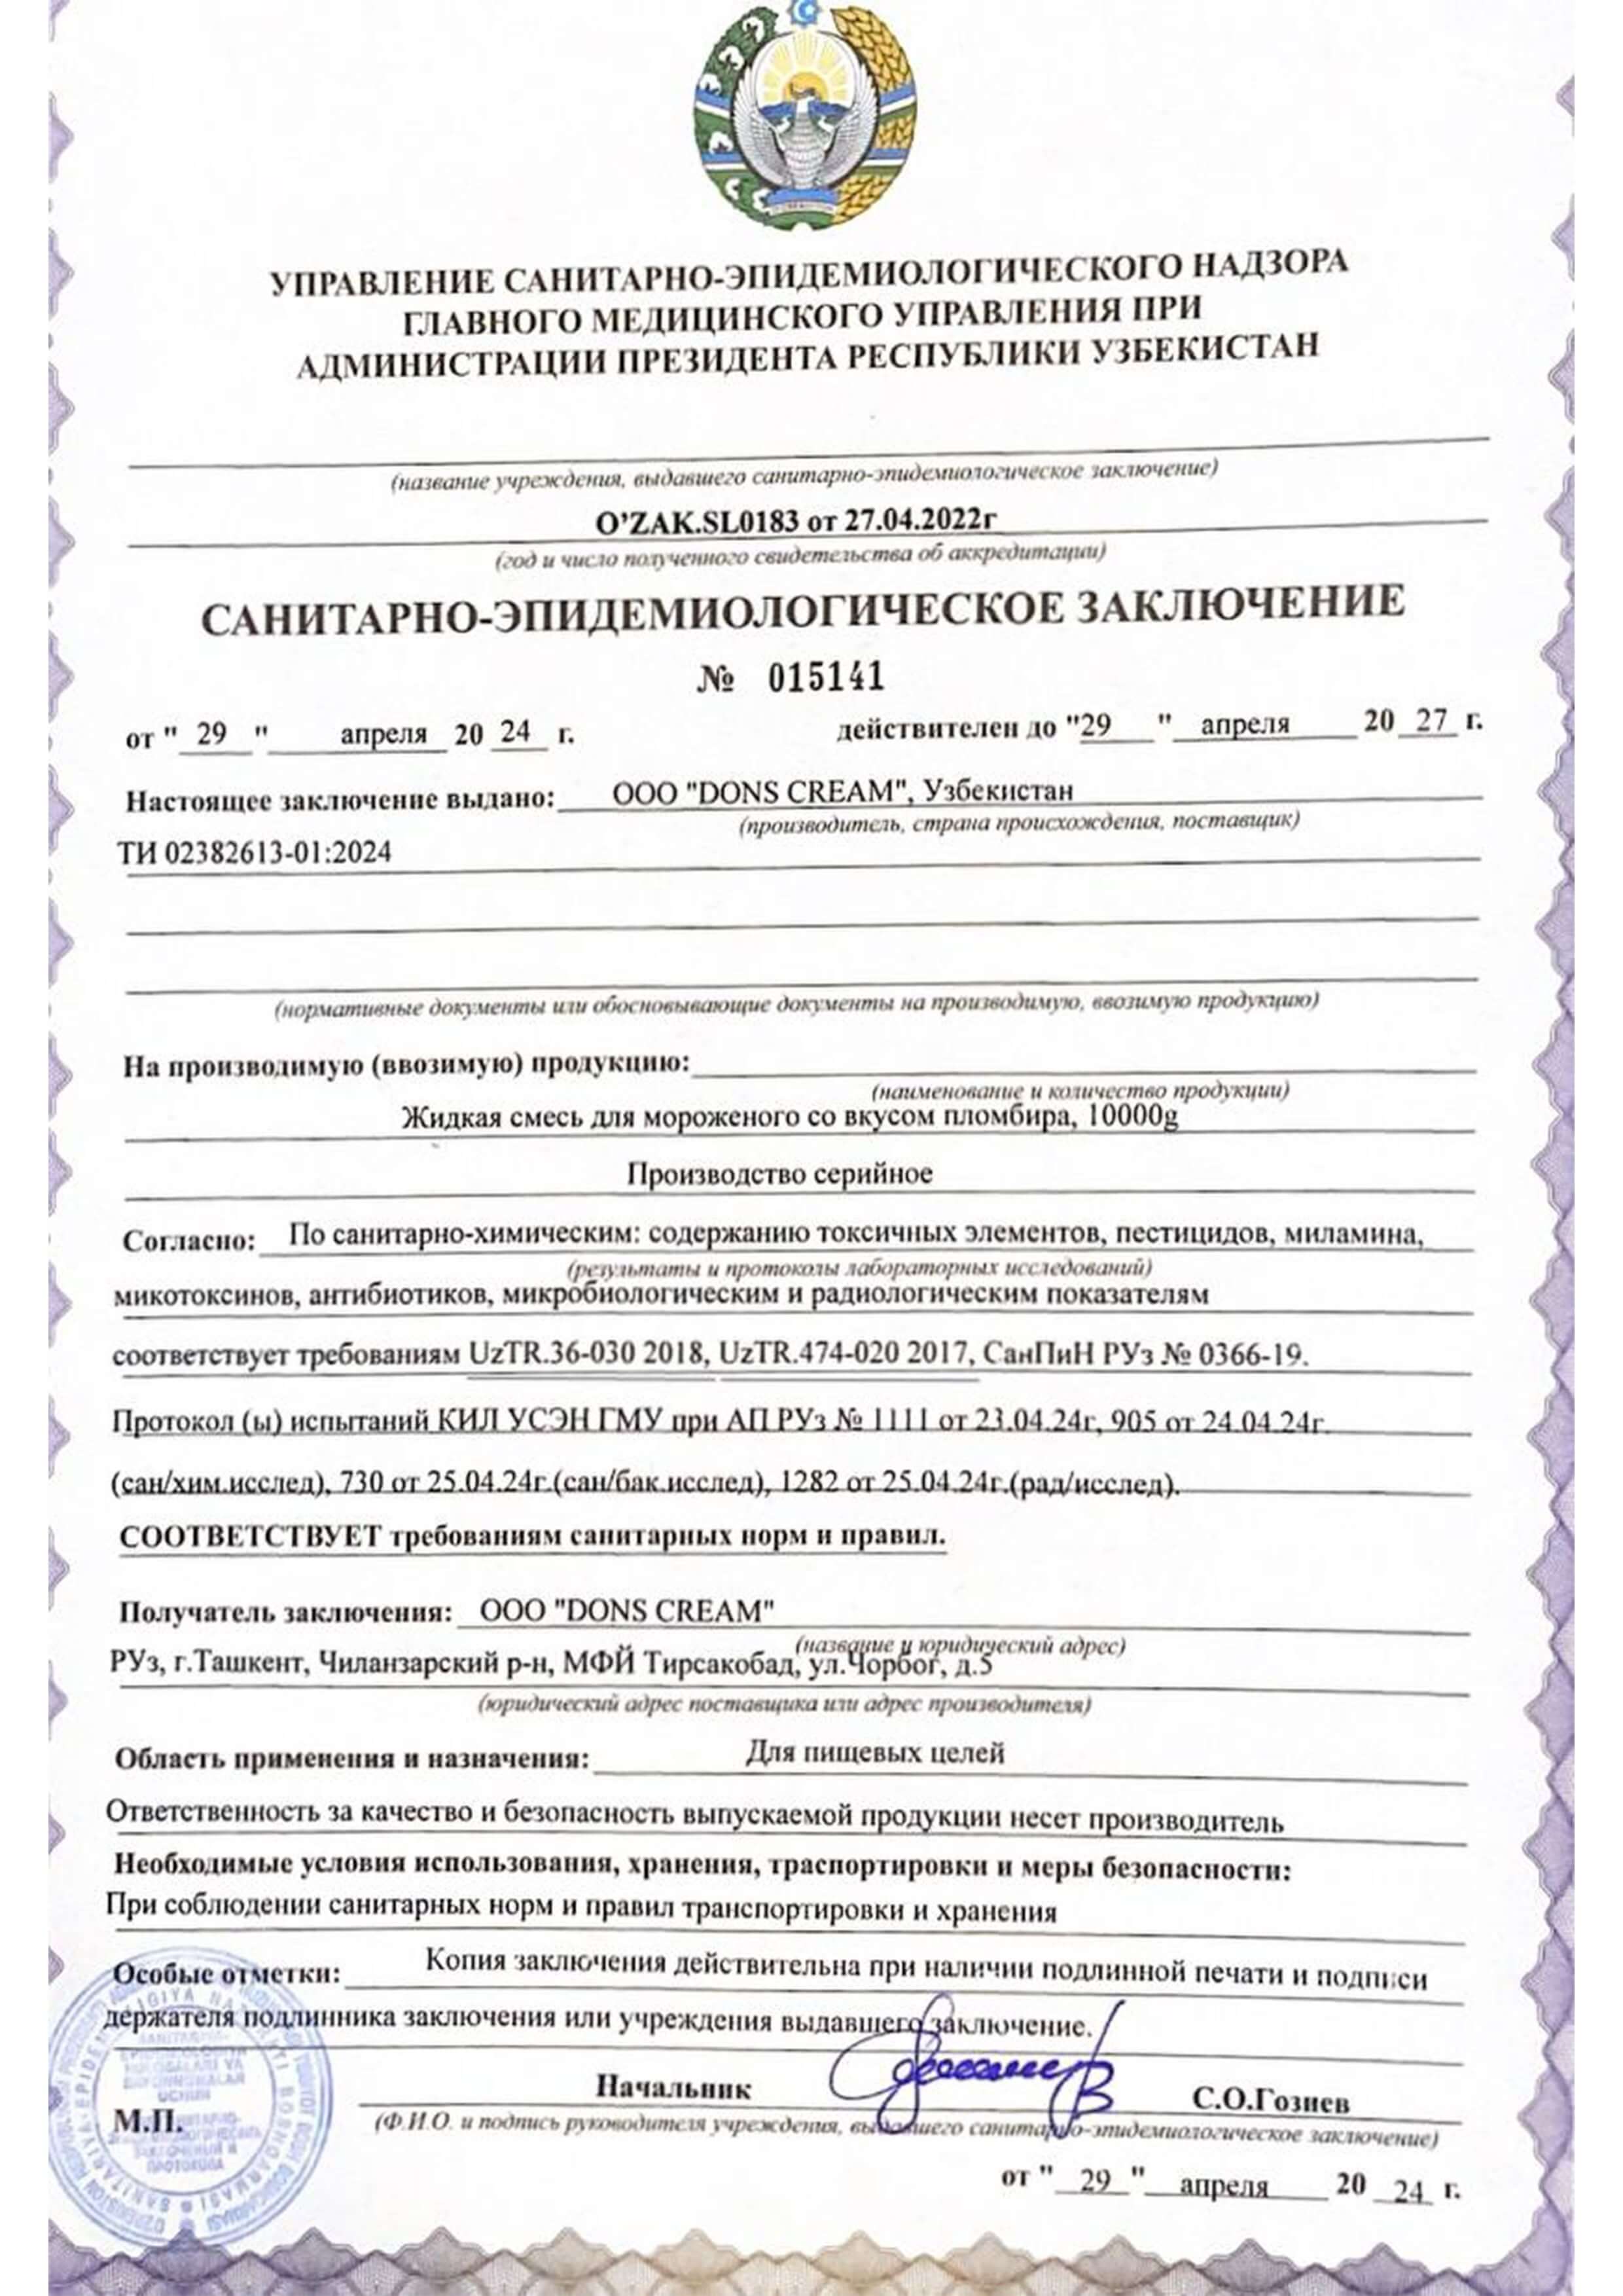 УПРАВЛЕНИЕ САНИТАРНО-ЭПИДЕМИОЛОГИЧЕСКОГО НАДЗОРА
ГЛАВНОГО МЕДИЦИНСКОГО УПРАВЛЕНИЯ ПРИ
АДМИНИСТРАЦИИ ПРЕЗИДЕНТА РЕСПУБЛИКИ УЗБЕКИСТАН
(название учреждения, выдавшего санитарно-эпидемиологическое заключение)
O’ZAK.SL0183 от 27.04.2022г
(год и число полученного свидетельства об аккредитации)
САНИТАРНО-ЭПИДЕМИОЛОГИЧЕСКОЕ ЗАКЛЮЧЕНИЕ
№ 015141
от " 29 " апреля 20 24 г. действителен до "29 " апреля 20 27 г.
Настоящее заключение выдано: ООО "DONS CREAM", Узбекистан
(производитель, страна происхождения, поставщик)
ТИ 02382613-01:2024
(нормативные документы или обосновывающие документы на производимую, ввозимую продукцию)
На производимую (ввозимую) продукцию:
(наименование и количество продукции)
Жидкая смесь для мороженого со вкусом пломбира, 10000g
Производство серийное
Согласно: По санитарно-химическим: содержанию токсичных элементов, пестицидов, миламина,
(результаты и протоколы лабораторных исследований)
микотоксинов, антибиотиков, микробиологическим и радиологическим показателям
соответствует требованиям UzTR.36-030 2018, UzTR.474-020 2017, СанПиН РУз № 0366-19.
Протокол (ы) испытаний КИЛ УСЭН ГМУ при АП РУз № 1111 от 23.04.24г, 905 от 24.04.24г.
(сан/хим.исслед), 730 от 25.04.24г.(сан/бак.исслед), 1282 от 25.04.24г.(рад/исслед).
СООТВЕТСТВУЕТ требованиям санитарных норм и правил.
Получатель заключения: ООО "DONS CREAM"
(название и юридический адрес)
РУз, г.Ташкент, Чиланзарский р-н, МФЙ Тирсакобад, ул.Чорбог, д.5
(юридический адрес поставщика или адрес производителя)
Область применения и назначения: Для пищевых целей
Ответственность за качество и безопасность выпускаемой продукции несет производитель
Необходимые условия использования, хранения, траспортировки и меры безопасности:
При соблюдении санитарных норм и правил транспортировки и хранения
Особые отметки: Копия заключения действительна при наличии подлинной печати и подписи
держателя подлинника заключения или учреждения выдавшего заключение.
Начальник С.О.Гозиев
М.П.
(Ф.И.О. и подпись руководителя учреждения, выдавшего санитарно-эпидемиологическое заключение)
от " 29 " апреля 20 24 г.